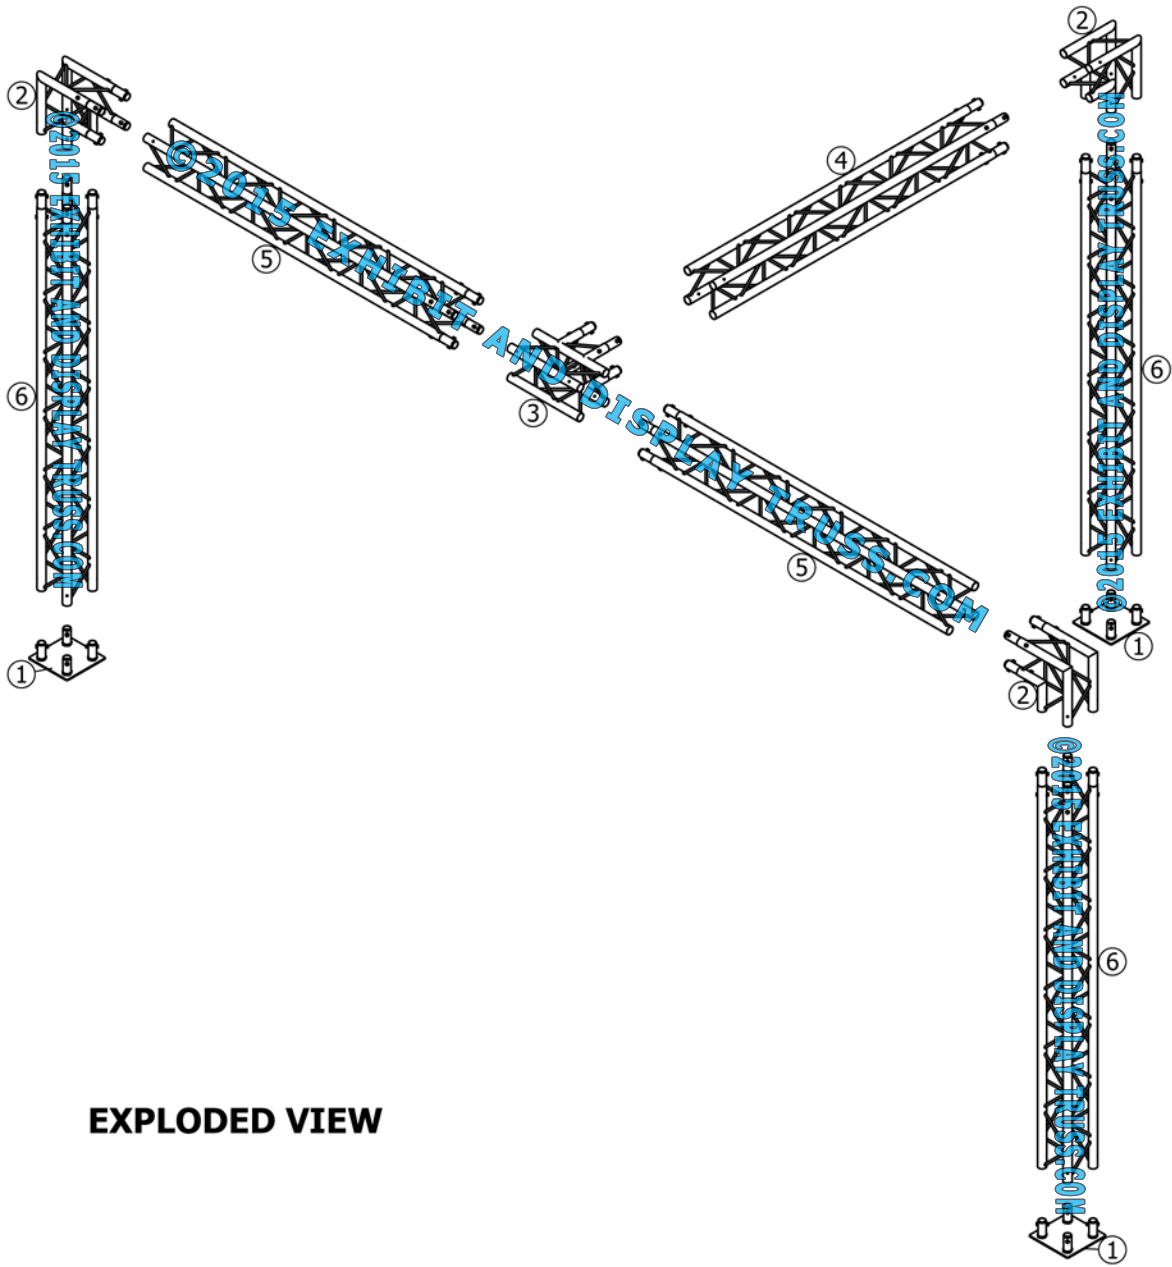 ②
②
④
©2015 EXHIBIT AND DISPLAY TRUSS.COM
⑤
©2015 EXHIBIT AND DISPLAY TRUSS.COM
⑥
©2015 EXHIBIT AND DISPLAY TRUSS.COM
⑥
③
⑤
①
①
②
©2015 EXHIBIT AND DISPLAY TRUSS.COM
⑥
EXPLODED VIEW
①